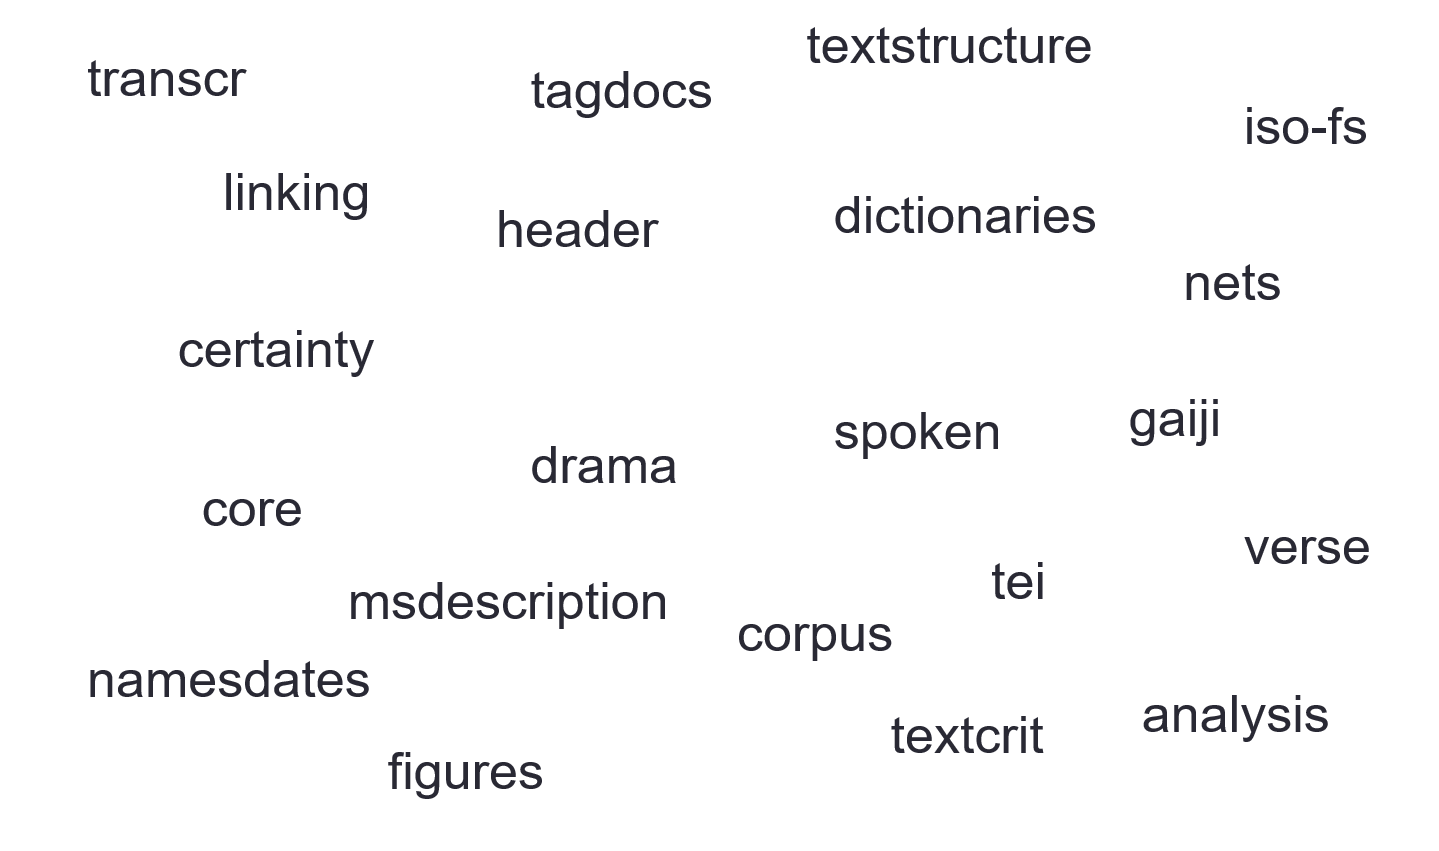 textstructure
transcr
tagdocs
iso-fs
linking
header
dictionaries
nets
certainty
spoken
gaiji
drama
core
verse
tei
msdescription
corpus
namesdates
analysis
textcrit
figures